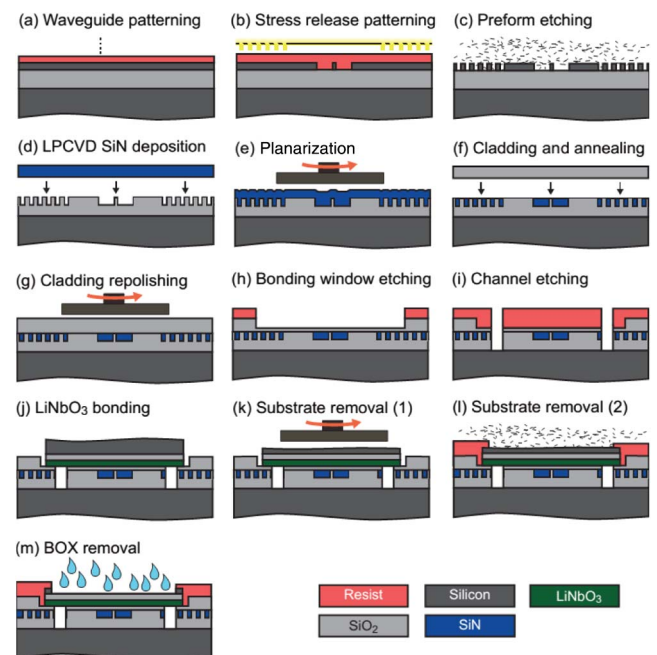 (a) Waveguide patterning
(b) Stress release patterning
(c) Preform etching
(d) LPCVD SiN deposition
(e) Planarization
(f) Cladding and annealing
(g) Cladding repolishing
(h) Bonding window etching
(i) Channel etching
(j) LiNbO₃ bonding
(k) Substrate removal (1)
(l) Substrate removal (2)
(m) BOX removal
Resist
Silicon
LiNbO₃
SiO₂
SiN